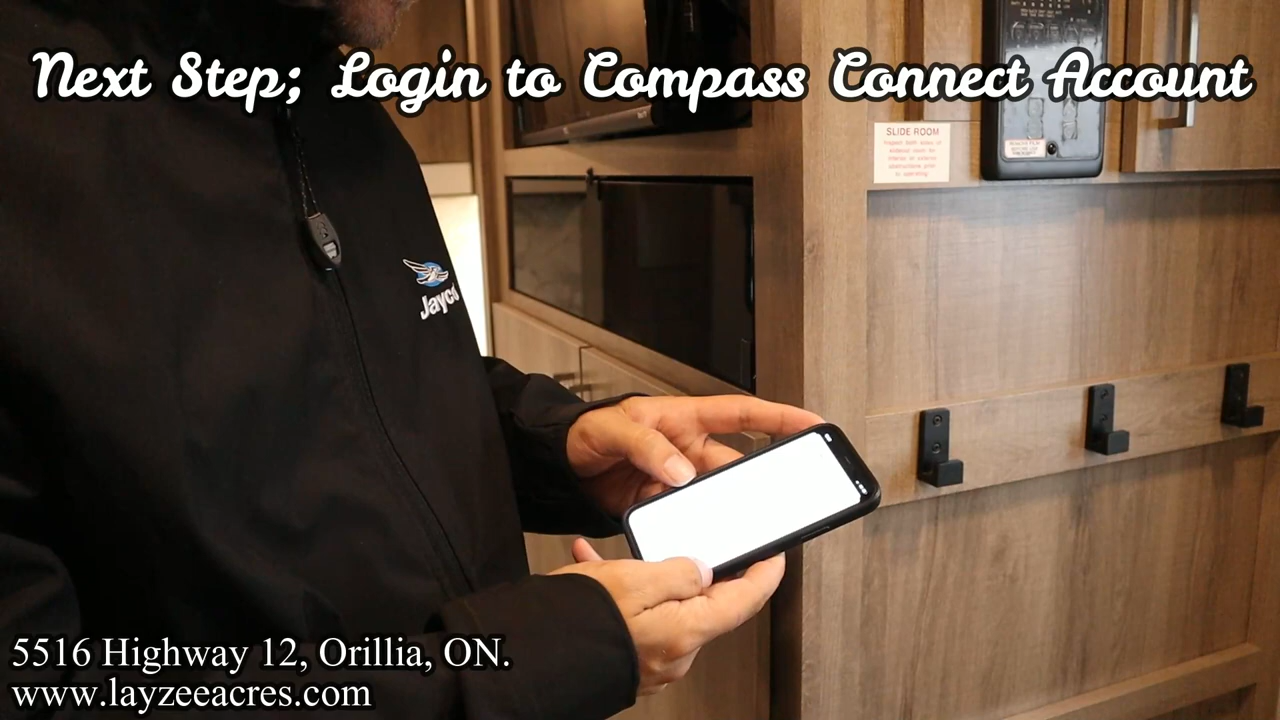 Next Step; Login to Compass Connect Account
SLIDE ROOM
Jayco
5516 Highway 12, Orillia, ON.
www.layzeeacres.com